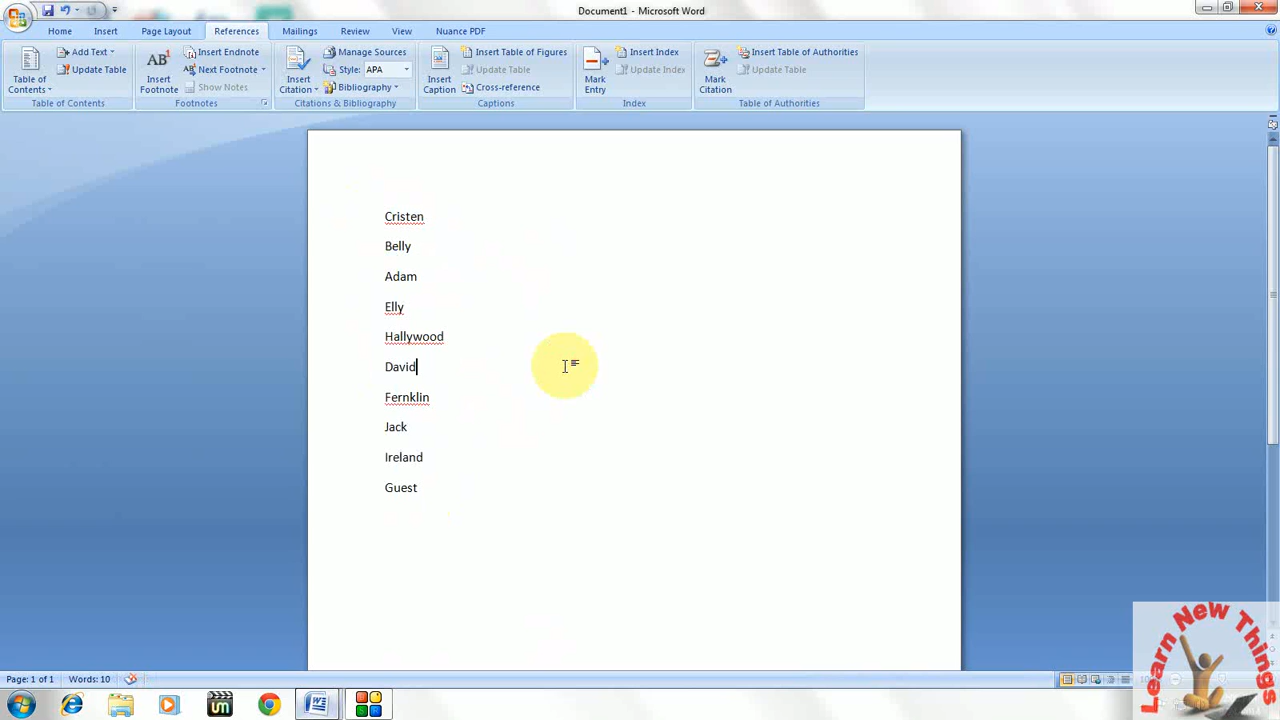 Document1 - Microsoft Word
Home Insert Page Layout References Mailings Review View Nuance PDF
Table of Contents
Add Text
Update Table
Table of Contents
AB1
Insert Footnote
Insert Endnote
Next Footnote
Show Notes
Footnotes
Insert Citation
Manage Sources
Style: APA
Bibliography
Citations & Bibliography
Insert Caption
Insert Table of Figures
Update Table
Cross-reference
Captions
Mark Entry
Insert Index
Update Index
Index
Mark Citation
Insert Table of Authorities
Update Table
Table of Authorities
Cristen
Belly
Adam
Elly
Hallywood
David
Fernklin
Jack
Ireland
Guest
Page: 1 of 1 Words: 10
Learn New Things